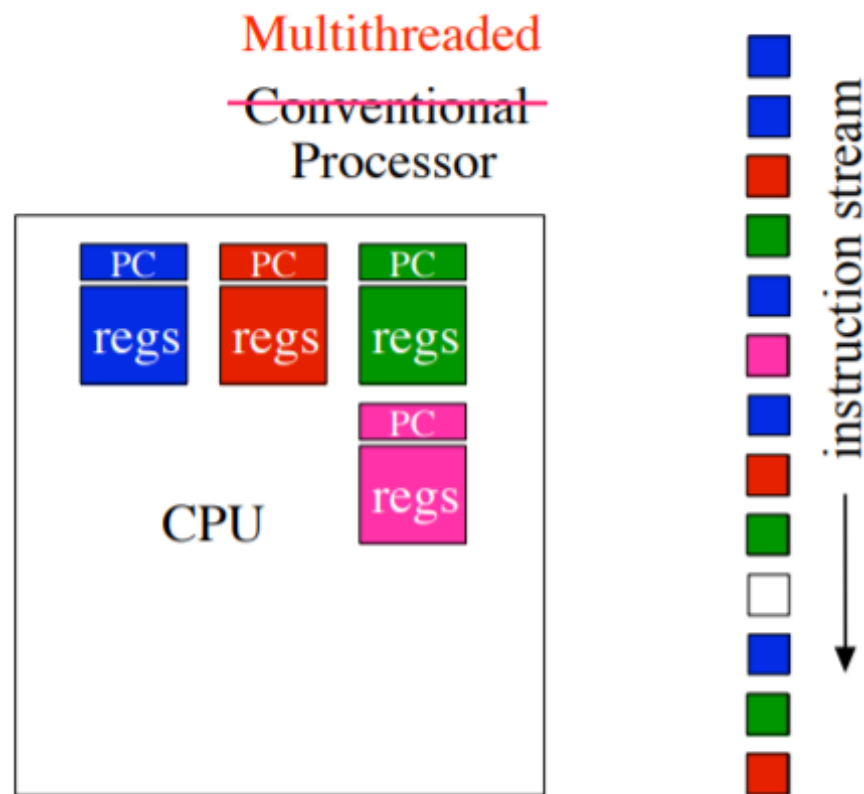 Multithreaded
Conventional
Processor
PC PC PC
regs regs regs
PC
regs
CPU
instruction stream